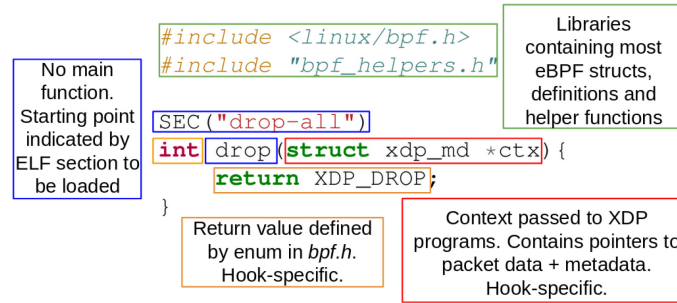 #include <linux/bpf.h>
#include "bpf_helpers.h"
Libraries
containing most
eBPF structs,
definitions and
helper functions
No main
function.
Starting point
indicated by
ELF section to
be loaded
SEC("drop-all")
int drop(struct xdp_md *ctx){
return XDP_DROP;
}
Return value defined
by enum in bpf.h.
Hook-specific.
Context passed to XDP
programs. Contains pointers to
packet data + metadata.
Hook-specific.